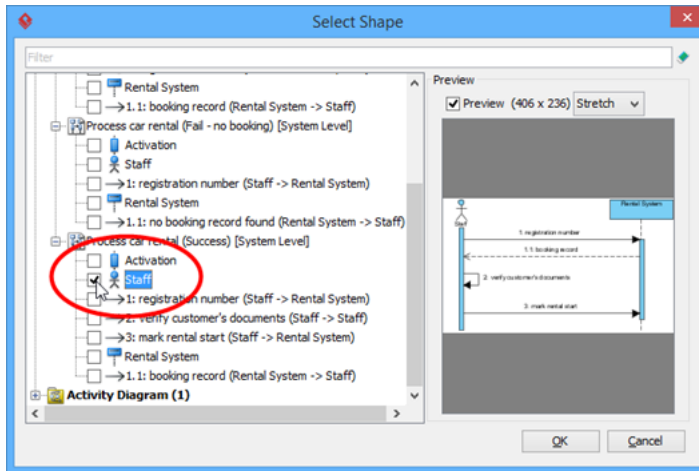 Select Shape
Filter
Rental System
1.1: booking record (Rental System -> Staff)
Process car rental (Fail - no booking) [System Level]
Activation
Staff
1: registration number (Staff -> Rental System)
Rental System
1.1: no booking record found (Rental System -> Staff)
Process car rental (Success) [System Level]
Activation
Staff
1: registration number (Staff -> Rental System)
2: verify customer's documents (Staff -> Staff)
3: mark rental start (Staff -> Rental System)
Rental System
1.1: booking record (Rental System -> Staff)
Activity Diagram (1)
Preview
Preview (406 x 236) Stretch
Staff
Rental System
1: registration number
1.1: booking record
2: verify customer's documents
3: mark rental start
OK Cancel